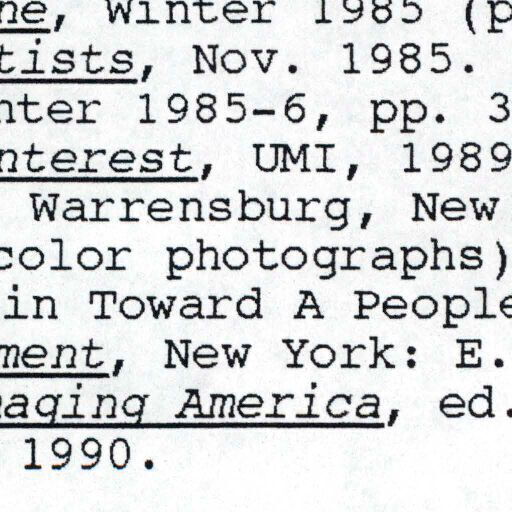 ne, Winter 1985 (p
tists, Nov. 1985.
nter 1985-6, pp. 3
nterest, UMI, 1989
Warrensburg, New
color photographs)
in Toward A People
ment, New York: E.
aging America, ed.
1990.